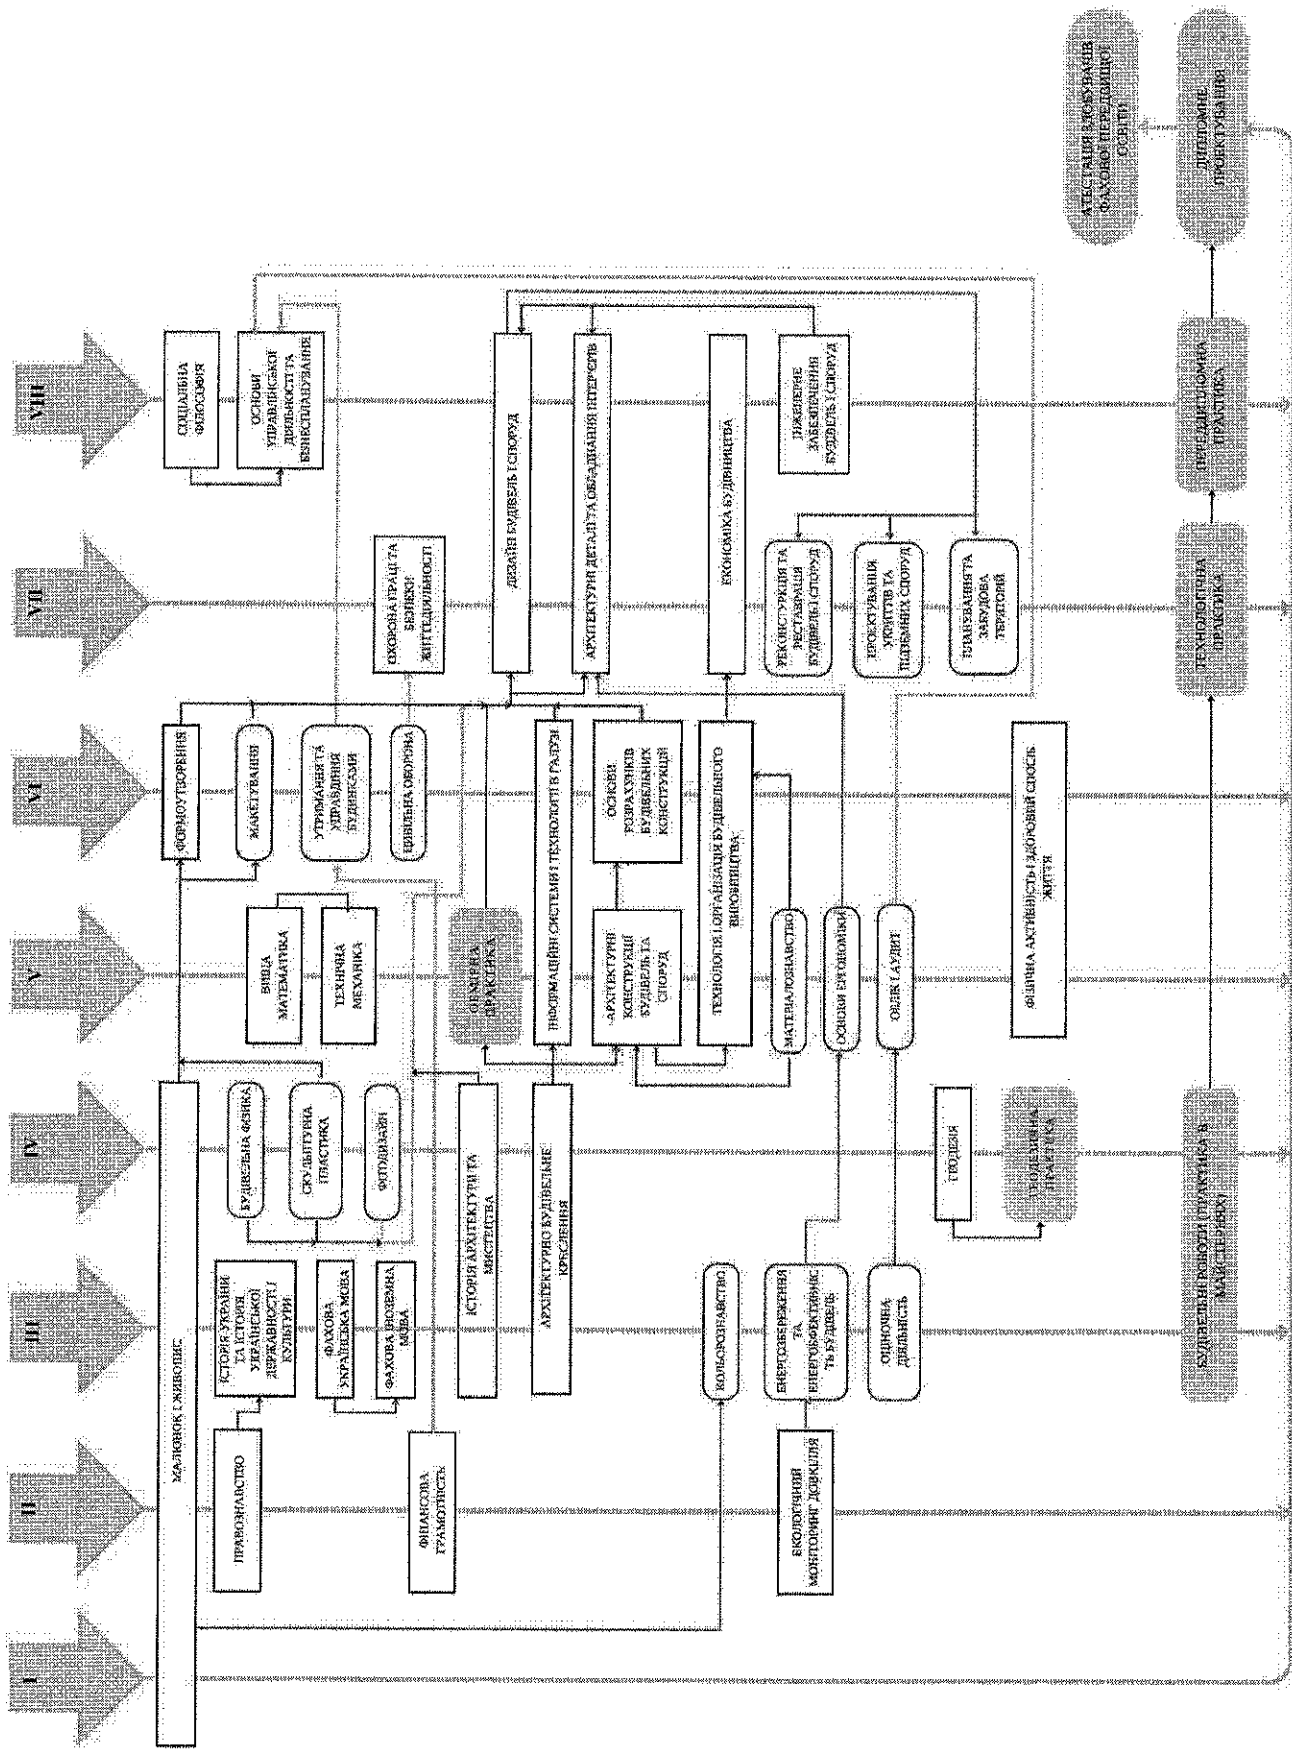 I
II
III
IV
V
VI
VII
VIII
МАЛЮНОК І ЖИВОПИС
ПРАВОЗНАВСТВО
ІСТОРІЯ УКРАЇНИ
ТА ІСТОРІЯ
УКРАЇНСЬКОЇ
ДЕРЖАВНОСТІ І
КУЛЬТУРИ
ФАХОВА
УКРАЇНСЬКА МОВА
ФАХОВА ІНОЗЕМНА
МОВА
ФІНАНСОВА
ГРАМОТНІСТЬ
БУДІВЕЛЬНА ФІЗИКА
СКУЛЬПТУРНА
ПЛАСТИКА
ФОТОДИЗАЙН
ІСТОРІЯ АРХІТЕКТУРИ ТА
МИСТЕЦТВА
АРХІТЕКТУРНО БУДІВЕЛЬНЕ
КРЕСЛЕННЯ
КОЛЬОРОЗНАВСТВО
ЕКОЛОГІЧНИЙ
МОНІТОРИНГ ДОВКІЛЛЯ
ЕНЕРГОЗБЕРЕЖЕННЯ
ТА
ЕНЕРГОЕФЕКТИВНІС
ТЬ БУДІВЕЛЬ
ОЦІНОЧНА
ДІЯЛЬНІСТЬ
ГЕОДЕЗІЯ
ГЕОДЕЗИЧНА
ПРАКТИКА
БУДІВЕЛЬНІ РОБОТИ (ПРАКТИКА В
МАЙСТЕРНЯХ)
ВИЩА
МАТЕМАТИКА
ТЕХНІЧНА
МЕХАНІКА
ОБМІРНА
ПРАКТИКА
ІНФОРМАЦІЙНІ СИСТЕМИ І ТЕХНОЛОГІЇ В ГАЛУЗІ
АРХІТЕКТУРНІ
КОНСТРУКЦІЇ
БУДІВЕЛЬ ТА
СПОРУД
ОСНОВИ
РОЗРАХУНКІВ
БУДІВЕЛЬНИХ
КОНСТРУКЦІЙ
ТЕХНОЛОГІЯ І ОРГАНІЗАЦІЯ БУДІВЕЛЬНОГО
ВИРОБНИЦТВА
МАТЕРІАЛОЗНАВСТВО
ОСНОВИ ЕРГОНОМІКИ
ОБЛІК І АУДИТ
ФІЗИЧНА АКТИВНІСТЬ І ЗДОРОВИЙ СПОСІБ
ЖИТТЯ
ФОРМОУТВОРЕННЯ
МАКЕТУВАННЯ
УТРИМАННЯ ТА
УПРАВЛІННЯ
БУДИНКАМИ
ЦИВІЛЬНА ОБОРОНА
ОХОРОНА ПРАЦІ ТА
БЕЗПЕКИ
ЖИТТЄДІЯЛЬНОСТІ
СОЦІАЛЬНА
ФІЛОСОФІЯ
ОСНОВИ
УПРАВЛІНСЬКОЇ
ДІЯЛЬНОСТІ ТА
БІЗНЕСПЛАНУВАННЯ
ДИЗАЙН БУДІВЕЛЬ І СПОРУД
АРХІТЕКТУРНІ ДЕТАЛІ ТА ОБЛАДНАННЯ ІНТЕР'ЄРІВ
ЕКОНОМІКА БУДІВНИЦТВА
РЕКОНСТУРКЦІЯ ТА
РЕСТАВРАЦІЯ
БУДІВЕЛЬ І СПОРУД
ПРОЕКТУВАННЯ
УКРИТТІВ ТА
ПІДЗЕМНИХ СПОРУД
ПЛАНУВАННЯ ТА
ЗАБУДОВА
ТЕРИТОРІЙ
ІНЖЕНЕРНЕ
ЗАБЕЗПЕЧЕННЯ
БУДІВЕЛЬ І СПОРУД
ТЕХНОЛОГІЧНА
ПРАКТИКА
ПЕРЕДДИПЛОМНА
ПРАКТИКА
ДИПЛОМНЕ
ПРОЕКТУВАННЯ
АТЕСТАЦІЯ ЗДОБУВАЧІВ
ФАХОВОЇ ПЕРЕДВИЩОЇ
ОСВІТИ